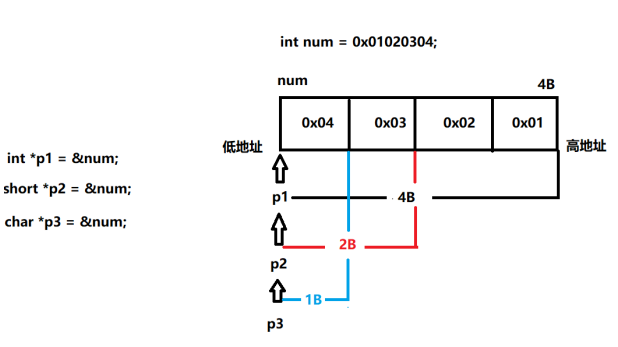 int num = 0x01020304;
num
4B
0x04
0x03
0x02
0x01
低地址
高地址
int *p1 = &num;
short *p2 = &num;
char *p3 = &num;
p1
4B
2B
p2
1B
p3